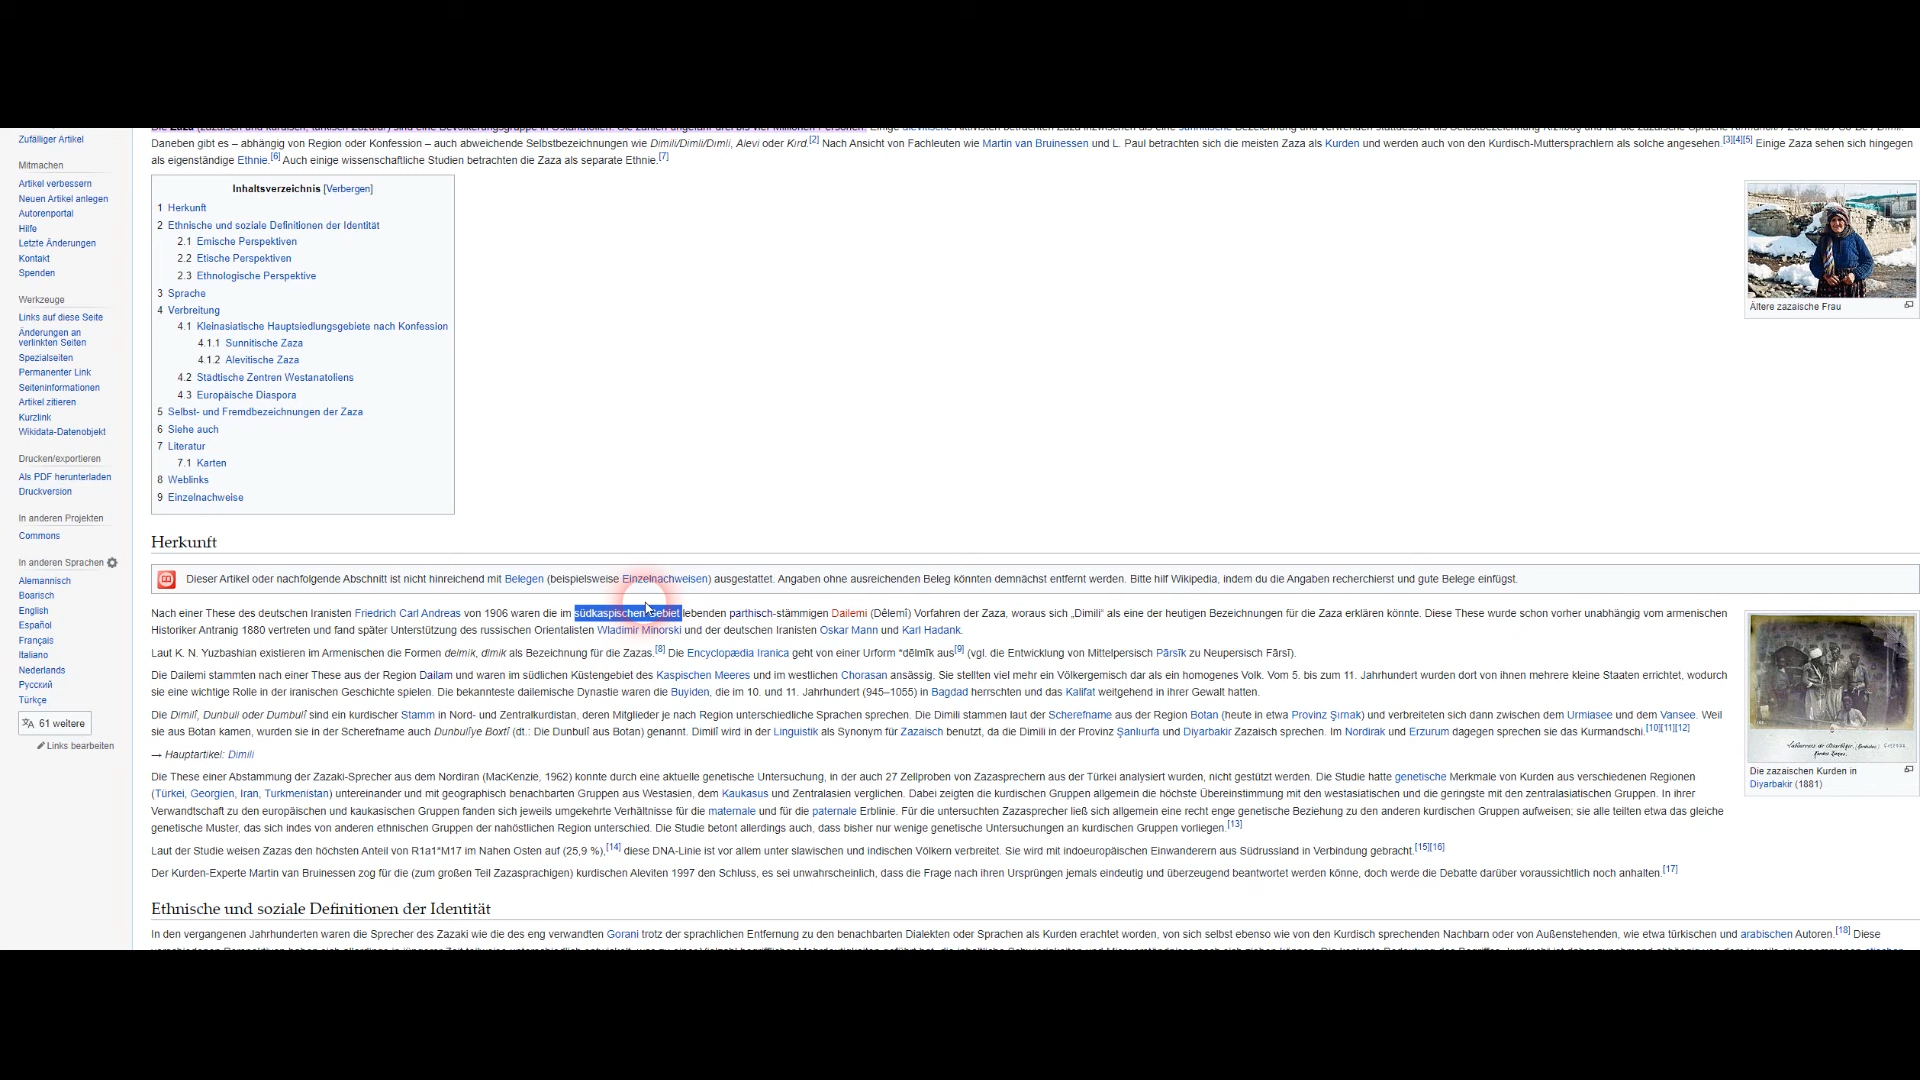 Zufälliger Artikel
Mitmachen
Artikel verbessern
Neuen Artikel anlegen
Autorenportal
Hilfe
Letzte Änderungen
Kontakt
Spenden
Werkzeuge
Links auf diese Seite
Änderungen an
verlinkten Seiten
Spezialseiten
Permanenter Link
Seiteninformationen
Artikel zitieren
Kurzlink
Wikidata-Datenobjekt
Drucken/exportieren
Als PDF herunterladen
Druckversion
In anderen Projekten
Commons
In anderen Sprachen
Alemannisch
Boarisch
English
Español
Français
Italiano
Nederlands
Русский
Türkçe
61 weitere
Links bearbeiten
Daneben gibt es – abhängig von Region oder Konfession – auch abweichende Selbstbezeichnungen wie Dimilî/Dimli/Dımli, Alevi oder Kırd.[2] Nach Ansicht von Fachleuten wie Martin van Bruinessen und L. Paul betrachten sich die meisten Zaza als Kurden und werden auch von den Kurdisch-Muttersprachlern als solche angesehen.[3][4][5] Einige Zaza sehen sich hingegen
als eigenständige Ethnie.[6] Auch einige wissenschaftliche Studien betrachten die Zaza als separate Ethnie.[7]
Inhaltsverzeichnis [Verbergen]
1 Herkunft
2 Ethnische und soziale Definitionen der Identität
2.1 Emische Perspektiven
2.2 Etische Perspektiven
2.3 Ethnologische Perspektive
3 Sprache
4 Verbreitung
4.1 Kleinasiatische Hauptsiedlungsgebiete nach Konfession
4.1.1 Sunnitische Zaza
4.1.2 Alevitische Zaza
4.2 Städtische Zentren Westanatoliens
4.3 Europäische Diaspora
5 Selbst- und Fremdbezeichnungen der Zaza
6 Siehe auch
7 Literatur
7.1 Karten
8 Weblinks
9 Einzelnachweise
Ältere zazaische Frau
Herkunft
Dieser Artikel oder nachfolgende Abschnitt ist nicht hinreichend mit Belegen (beispielsweise Einzelnachweisen) ausgestattet. Angaben ohne ausreichenden Beleg könnten demnächst entfernt werden. Bitte hilf Wikipedia, indem du die Angaben recherchierst und gute Belege einfügst.
Nach einer These des deutschen Iranisten Friedrich Carl Andreas von 1906 waren die im südkaspischen Gebiet lebenden parthisch-stämmigen Dailemi (Dêlemî) Vorfahren der Zaza, woraus sich „Dimili“ als eine der heutigen Bezeichnungen für die Zaza erklären könnte. Diese These wurde schon vorher unabhängig vom armenischen
Historiker Antranig 1880 vertreten und fand später Unterstützung des russischen Orientalisten Wladimir Minorski und der deutschen Iranisten Oskar Mann und Karl Hadank.
Laut K. N. Yuzbashian existieren im Armenischen die Formen delmik, dlmik als Bezeichnung für die Zazas.[8] Die Encyclopædia Iranica geht von einer Urform *dēlmīk aus[9] (vgl. die Entwicklung von Mittelpersisch Pārsīk zu Neupersisch Fārsī).
Die Dailemi stammten nach einer These aus der Region Dailam und waren im südlichen Küstengebiet des Kaspischen Meeres und im westlichen Chorasan ansässig. Sie stellten viel mehr ein Völkergemisch dar als ein homogenes Volk. Vom 5. bis zum 11. Jahrhundert wurden dort von ihnen mehrere kleine Staaten errichtet, wodurch
sie eine wichtige Rolle in der iranischen Geschichte spielen. Die bekannteste dailemische Dynastie waren die Buyiden, die im 10. und 11. Jahrhundert (945–1055) in Bagdad herrschten und das Kalifat weitgehend in ihrer Gewalt hatten.
Die Dimilî, Dunbulî oder Dumbulî sind ein kurdischer Stamm in Nord- und Zentralkurdistan, deren Mitglieder je nach Region unterschiedliche Sprachen sprechen. Die Dimili stammen laut der Scherefname aus der Region Botan (heute in etwa Provinz Şırnak) und verbreiteten sich dann zwischen dem Urmiasee und dem Vansee. Weil
sie aus Botan kamen, wurden sie in der Scherefname auch Dunbulîye Boxtî (dt.: Die Dunbulî aus Botan) genannt. Dimilî wird in der Linguistik als Synonym für Zazaisch benutzt, da die Dimili in der Provinz Şanlıurfa und Diyarbakir Zazaisch sprechen. Im Nordirak und Erzurum dagegen sprechen sie das Kurmandschi.[10][11][12]
→ Hauptartikel: Dimili
Die These einer Abstammung der Zazaki-Sprecher aus dem Nordiran (MacKenzie, 1962) konnte durch eine aktuelle genetische Untersuchung, in der auch 27 Zellproben von Zazasprechern aus der Türkei analysiert wurden, nicht gestützt werden. Die Studie hatte genetische Merkmale von Kurden aus verschiedenen Regionen
(Türkei, Georgien, Iran, Turkmenistan) untereinander und mit geographisch benachbarten Gruppen aus Westasien, dem Kaukasus und Zentralasien verglichen. Dabei zeigten die kurdischen Gruppen allgemein die höchste Übereinstimmung mit den westasiatischen und die geringste mit den zentralasiatischen Gruppen. In ihrer
Verwandtschaft zu den europäischen und kaukasischen Gruppen fanden sich jeweils umgekehrte Verhältnisse für die maternale und für die paternale Erblinie. Für die untersuchten Zazasprecher ließ sich allgemein eine recht enge genetische Beziehung zu den anderen kurdischen Gruppen aufweisen; sie alle teilten etwa das gleiche
genetische Muster, das sich indes von anderen ethnischen Gruppen der nahöstlichen Region unterschied. Die Studie betont allerdings auch, dass bisher nur wenige genetische Untersuchungen an kurdischen Gruppen vorliegen.[13]
Laut der Studie weisen Zazas den höchsten Anteil von R1a1*M17 im Nahen Osten auf (25,9 %),[14] diese DNA-Linie ist vor allem unter slawischen und indischen Völkern verbreitet. Sie wird mit indoeuropäischen Einwanderern aus Südrussland in Verbindung gebracht.[15][16]
Der Kurden-Experte Martin van Bruinessen zog für die (zum großen Teil Zazasprachigen) kurdischen Aleviten 1997 den Schluss, es sei unwahrscheinlich, dass die Frage nach ihren Ursprüngen jemals eindeutig und überzeugend beantwortet werden könne, doch werde die Debatte darüber voraussichtlich noch anhalten.[17]
Die zazaischen Kurden in
Diyarbakir (1881)
Ethnische und soziale Definitionen der Identität
In den vergangenen Jahrhunderten waren die Sprecher des Zazaki wie die des eng verwandten Gorani trotz der sprachlichen Entfernung zu den benachbarten Dialekten oder Sprachen als Kurden erachtet worden, von sich selbst ebenso wie von den Kurdisch sprechenden Nachbarn oder von Außenstehenden, wie etwa türkischen und arabischen Autoren.[18] Diese